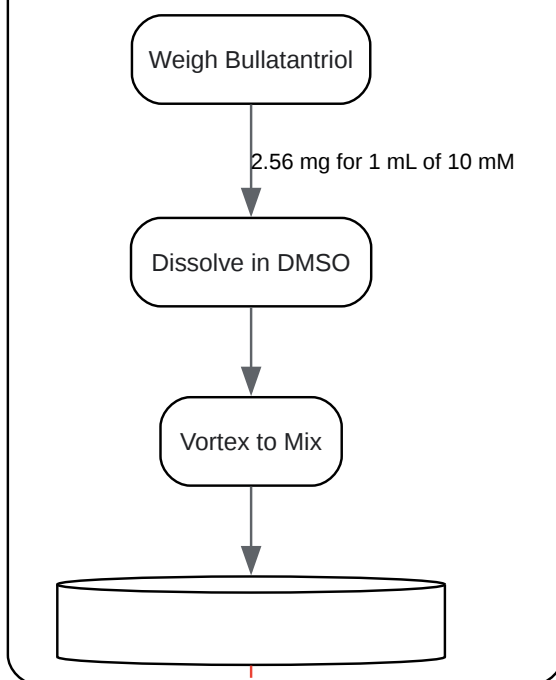 Weigh Bullatantriol
2.56 mg for 1 mL of 10 mM
Dissolve in DMSO
Vortex to Mix